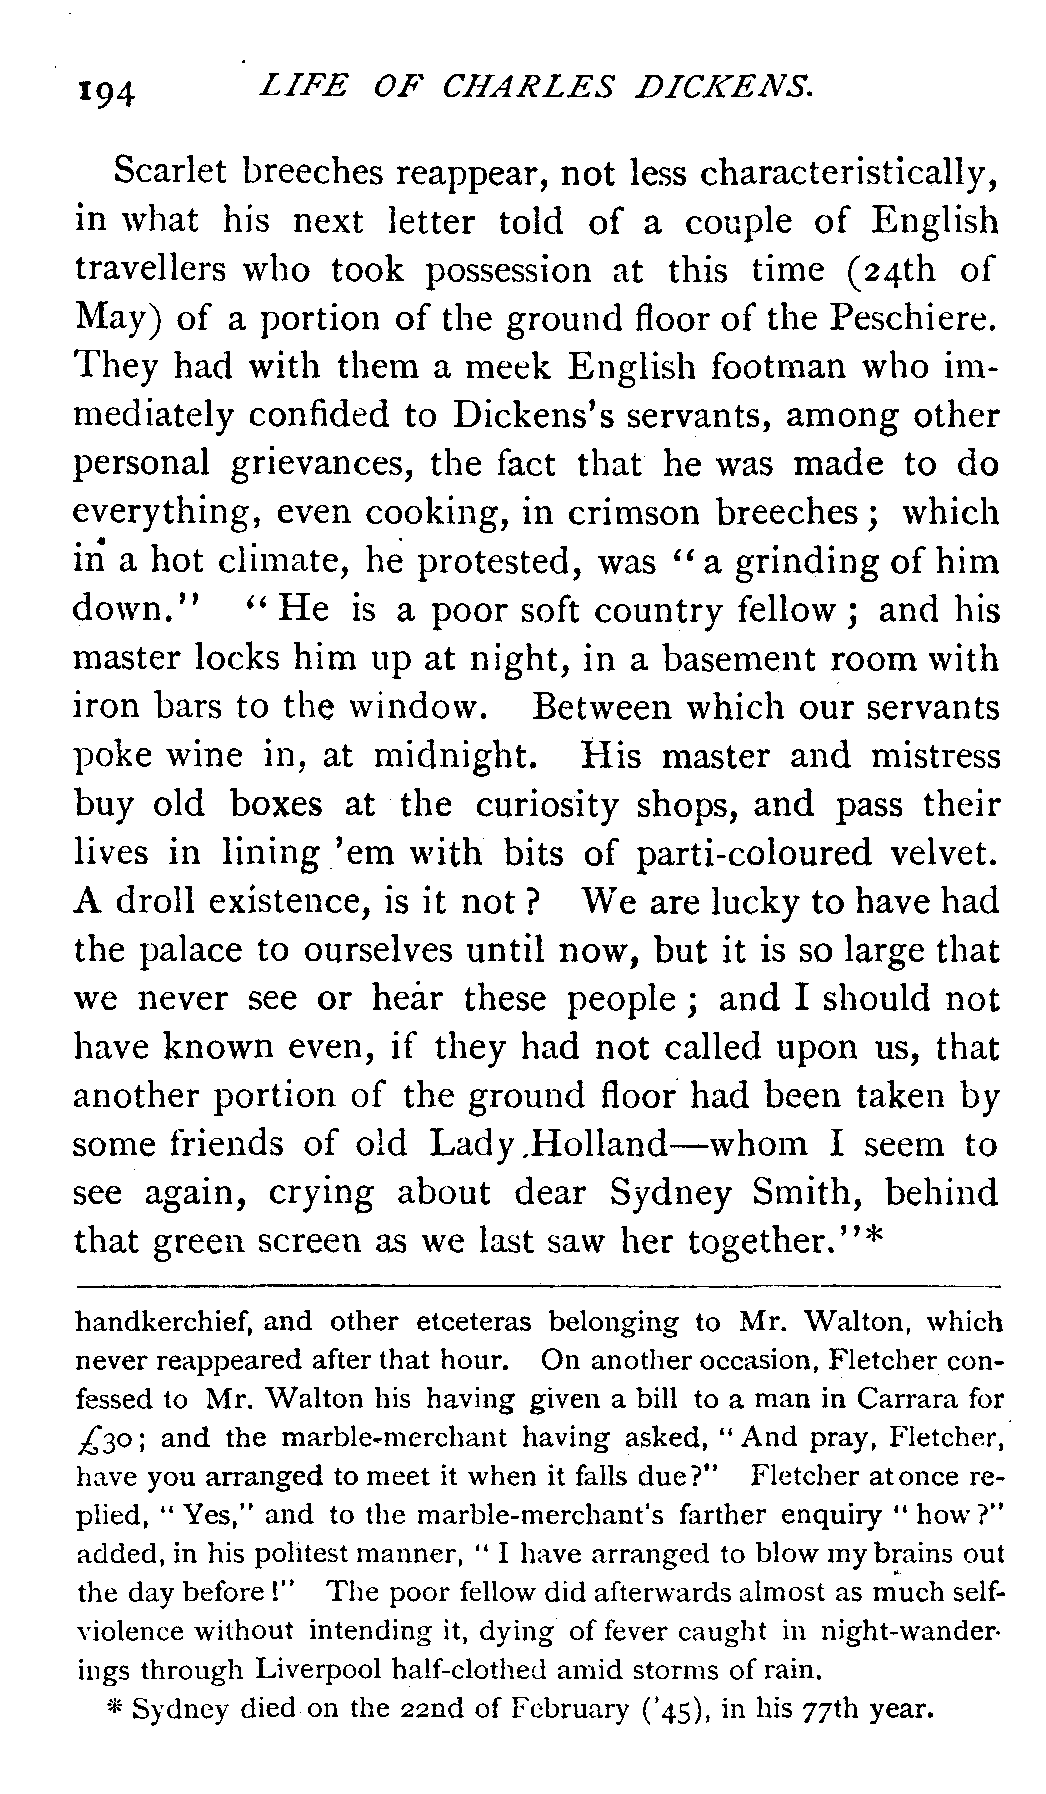 194 LIFE OF CHARLES DICKENS.
Scarlet breeches reappear, not less characteristically,
in what his next letter told of a couple of English
travellers who took possession at this time (24th of
May) of a portion of the ground floor of the Peschiere.
They had with them a meek English footman who im-
mediately confided to Dickens's servants, among other
personal grievances, the fact that he was made to do
everything, even cooking, in crimson breeches; which
in a hot climate, he protested, was "a grinding of him
down." "He is a poor soft country fellow; and his
master locks him up at night, in a basement room with
iron bars to the window. Between which our servants
poke wine in, at midnight. His master and mistress
buy old boxes at the curiosity shops, and pass their
lives in lining 'em with bits of parti-coloured velvet.
A droll existence, is it not? We are lucky to have had
the palace to ourselves until now, but it is so large that
we never see or hear these people; and I should not
have known even, if they had not called upon us, that
another portion of the ground floor had been taken by
some friends of old Lady Holland—whom I seem to
see again, crying about dear Sydney Smith, behind
that green screen as we last saw her together."*
handkerchief, and other etceteras belonging to Mr. Walton, which
never reappeared after that hour. On another occasion, Fletcher con-
fessed to Mr. Walton his having given a bill to a man in Carrara for
£30; and the marble-merchant having asked, "And pray, Fletcher,
have you arranged to meet it when it falls due?" Fletcher at once re-
plied, "Yes," and to the marble-merchant's farther enquiry "how?"
added, in his politest manner, "I have arranged to blow my brains out
the day before!" The poor fellow did afterwards almost as much self-
violence without intending it, dying of fever caught in night-wander-
ings through Liverpool half-clothed amid storms of rain.
* Sydney died on the 22nd of February ('45), in his 77th year.